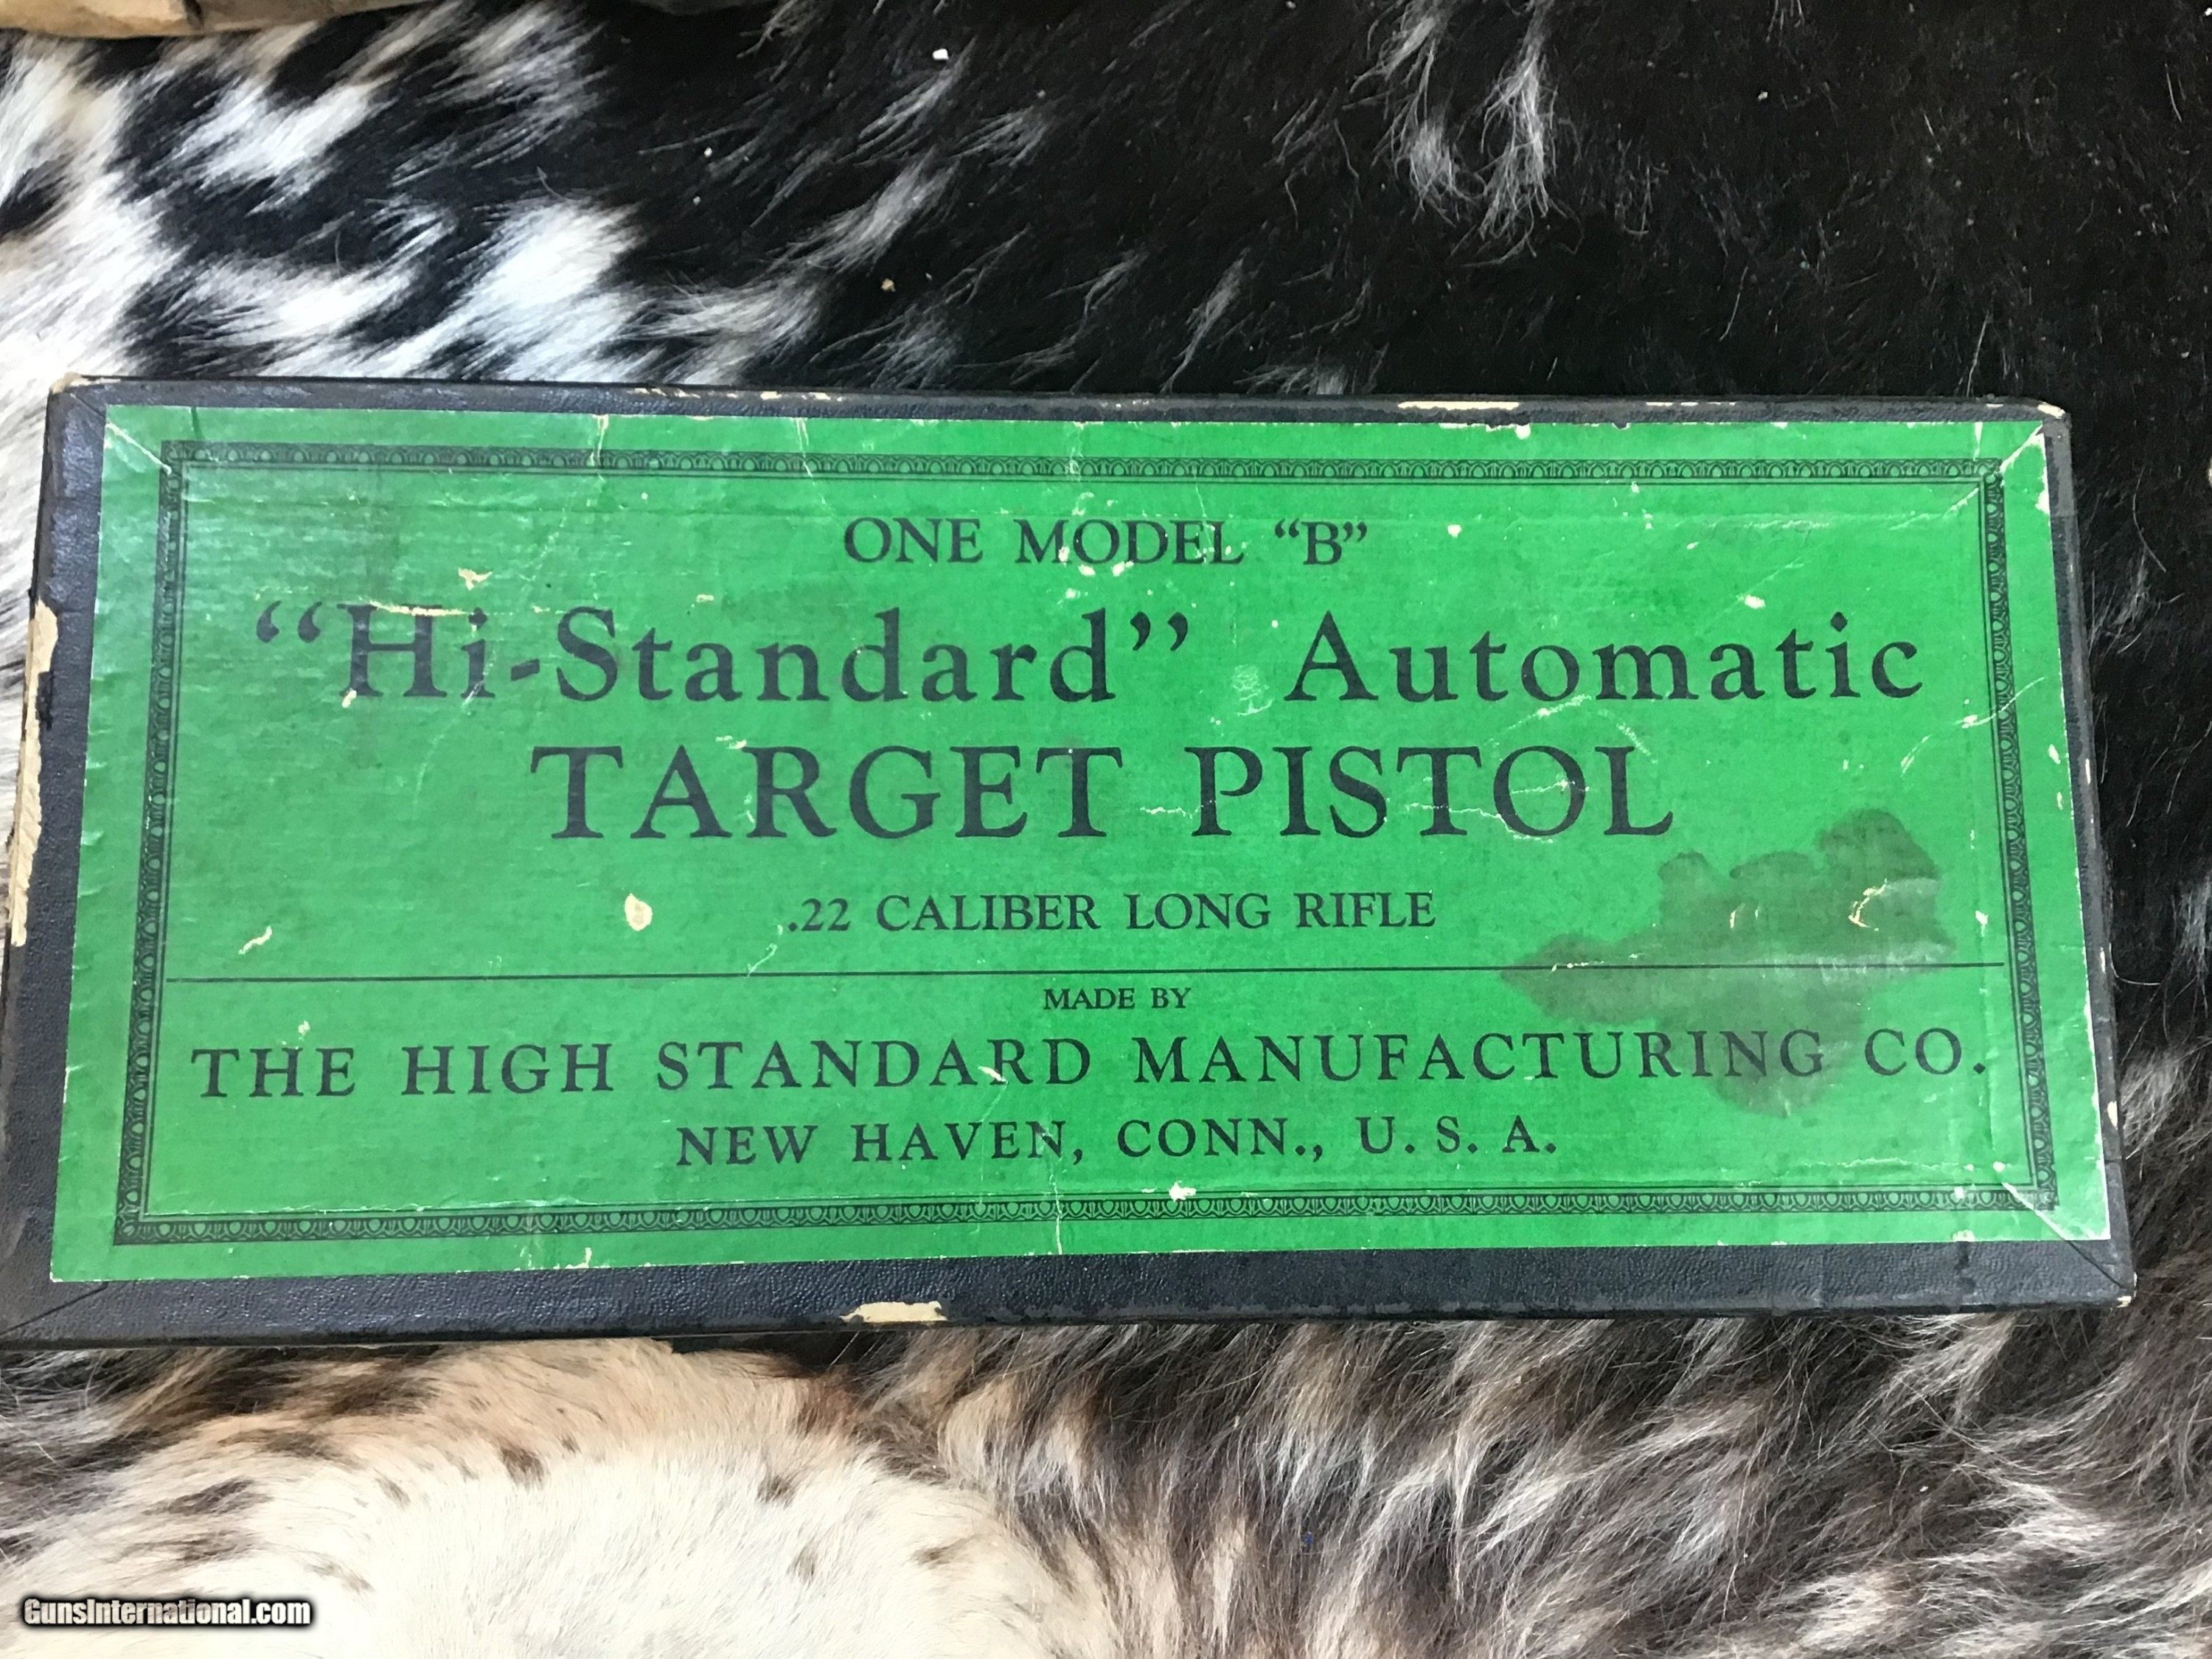 ONE MODEL “B”
“Hi-Standard” Automatic
TARGET PISTOL
.22 CALIBER LONG RIFLE
MADE BY
THE HIGH STANDARD MANUFACTURING CO.
NEW HAVEN, CONN., U. S. A.
GunsInternational.com